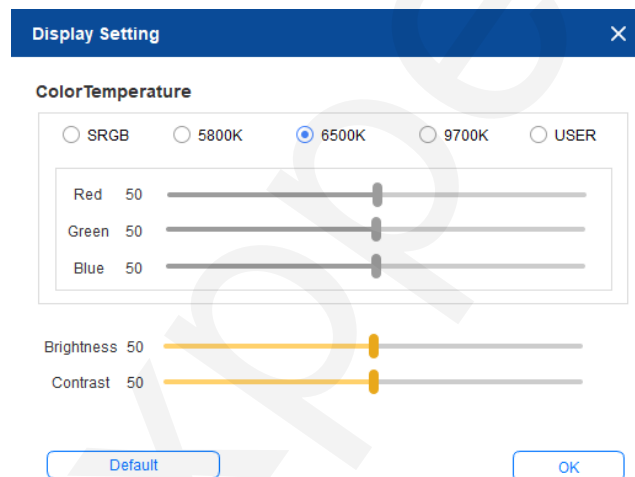 Display Setting
ColorTemperature
SRGB 5800K 6500K 9700K USER
Red 50
Green 50
Blue 50
Brightness 50
Contrast 50
Default OK